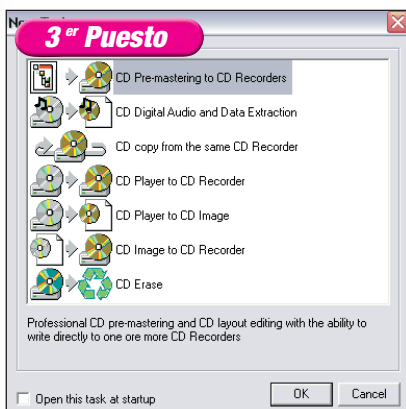 3er Puesto
CD Pre-mastering to CD Recorders
CD Digital Audio and Data Extraction
CD copy from the same CD Recorder
CD Player to CD Recorder
CD Player to CD Image
CD Image to CD Recorder
CD Erase
Professional CD pre-mastering and CD layout editing with the ability to
write directly to one ore more CD Recorders
Open this task at startup
OK
Cancel